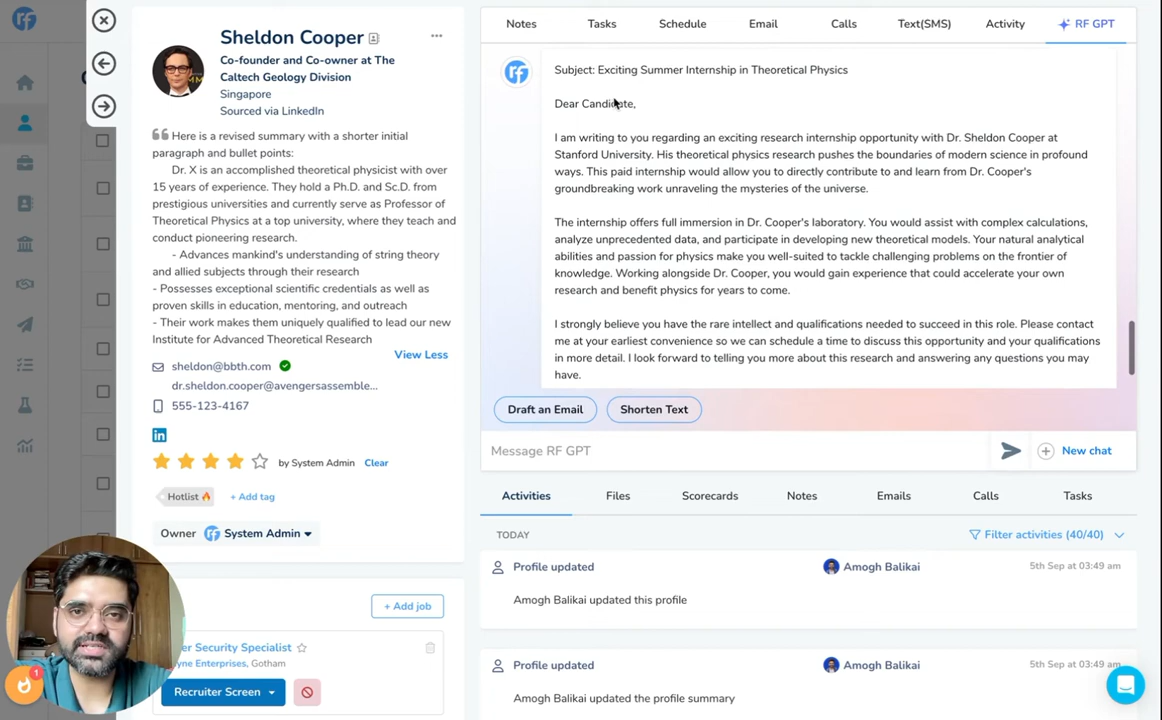 Sheldon Cooper
Co-founder and Co-owner at The
Caltech Geology Division
Singapore
Sourced via LinkedIn
Here is a revised summary with a shorter initial
paragraph and bullet points:
Dr. X is an accomplished theoretical physicist with over
15 years of experience. They hold a Ph.D. and Sc.D. from
prestigious universities and currently serve as Professor of
Theoretical Physics at a top university, where they teach and
conduct pioneering research.
- Advances mankind's understanding of string theory
and allied subjects through their research
- Possesses exceptional scientific credentials as well as
proven skills in education, mentoring, and outreach
- Their work makes them uniquely qualified to lead our new
Institute for Advanced Theoretical Research
View Less
sheldon@bbth.com
dr.sheldon.cooper@avengersassemble...
555-123-4167
in
by System Admin Clear
Hotlist + Add tag
Owner System Admin
+ Add job
Security Specialist
Enterprises, Gotham
Recruiter Screen
1
Notes Tasks Schedule Email Calls Text(SMS) Activity RF GPT
Subject: Exciting Summer Internship in Theoretical Physics
Dear Candidate,
I am writing to you regarding an exciting research internship opportunity with Dr. Sheldon Cooper at
Stanford University. His theoretical physics research pushes the boundaries of modern science in profound
ways. This paid internship would allow you to directly contribute to and learn from Dr. Cooper's
groundbreaking work unraveling the mysteries of the universe.
The internship offers full immersion in Dr. Cooper's laboratory. You would assist with complex calculations,
analyze unprecedented data, and participate in developing new theoretical models. Your natural analytical
abilities and passion for physics make you well-suited to tackle challenging problems on the frontier of
knowledge. Working alongside Dr. Cooper, you would gain experience that could accelerate your own
research and benefit physics for years to come.
I strongly believe you have the rare intellect and qualifications needed to succeed in this role. Please contact
me at your earliest convenience so we can schedule a time to discuss this opportunity and your qualifications
in more detail. I look forward to telling you more about this research and answering any questions you may
have.
Draft an Email Shorten Text
Message RF GPT New chat
Activities Files Scorecards Notes Emails Calls Tasks
TODAY Filter activities (40/40)
Profile updated Amogh Balikai 5th Sep at 03:49 am
Amogh Balikai updated this profile
Profile updated Amogh Balikai 5th Sep at 03:49 am
Amogh Balikai updated the profile summary